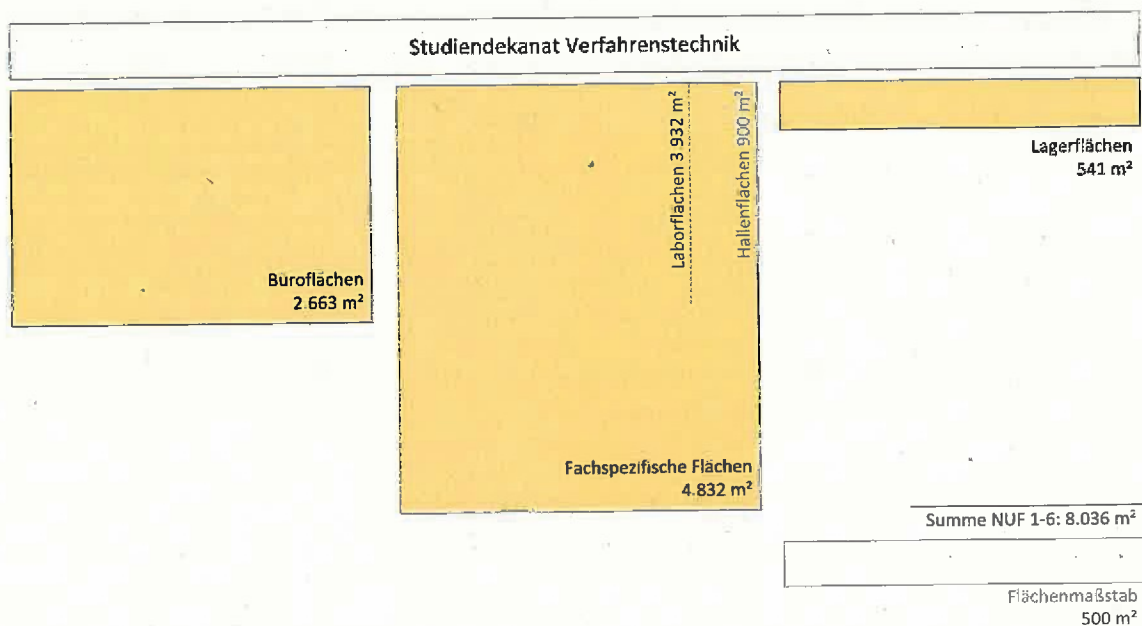 Studiendekanat Verfahrenstechnik
Büroflächen
2.663 m²
Laborflächen 3.932 m²
Hallenflächen 900 m²
Fachspezifische Flächen
4.832 m²
Lagerflächen
541 m²
Summe NUF 1-6: 8.036 m²
Flächenmaßstab
500 m²